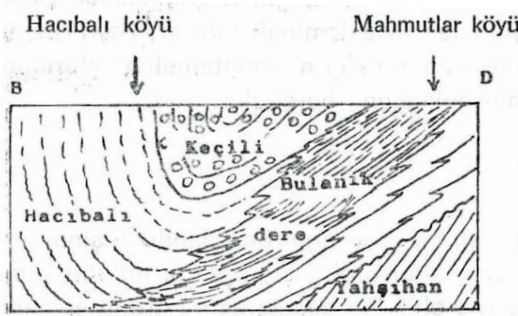 Hacıbalı köyü Mahmutlar köyü
B D
Keçili
Bulanık
Hacıbalı
dere
Yahşıhan